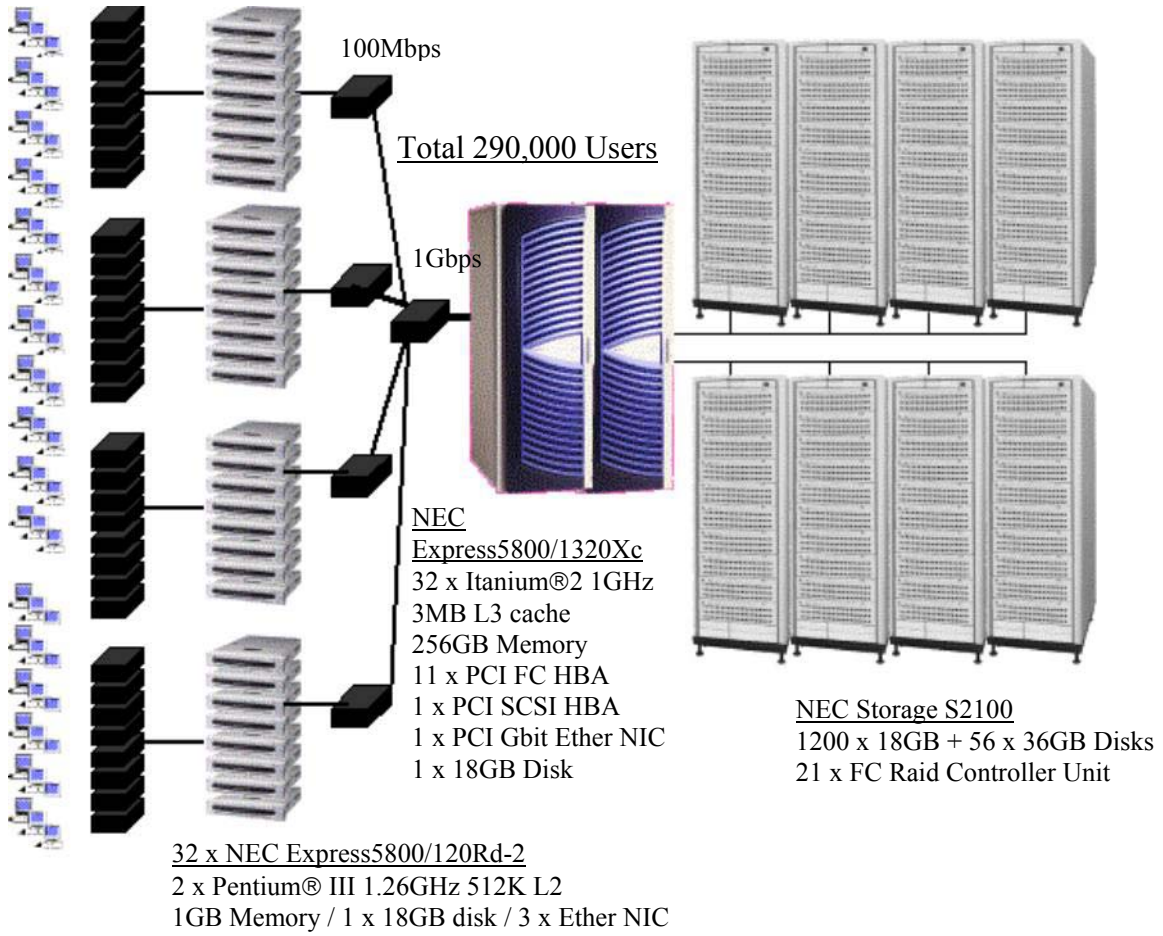 100Mbps
Total 290,000 Users
1Gbps
NEC
Express5800/1320Xc
32 x Itanium®2 1GHz
3MB L3 cache
256GB Memory
11 x PCI FC HBA
1 x PCI SCSI HBA
1 x PCI Gbit Ether NIC
1 x 18GB Disk
NEC Storage S2100
1200 x 18GB + 56 x 36GB Disks
21 x FC Raid Controller Unit
32 x NEC Express5800/120Rd-2
2 x Pentium® III 1.26GHz 512K L2
1GB Memory / 1 x 18GB disk / 3 x Ether NIC